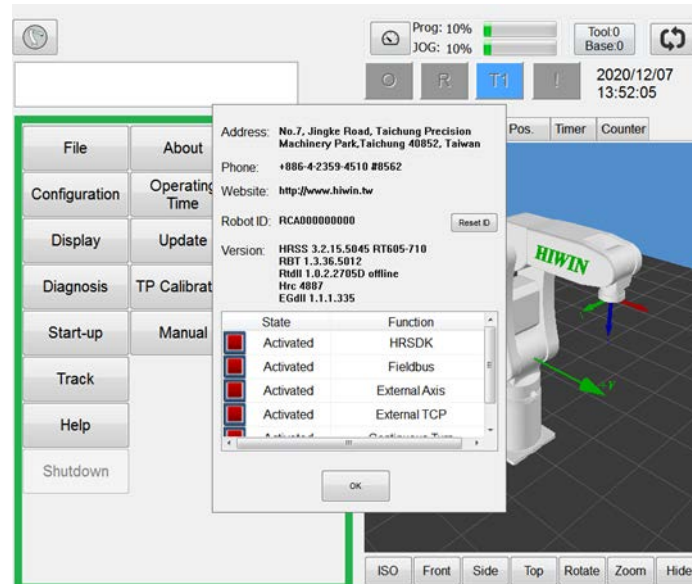 Prog: 10%
JOG: 10%
Tool:0
Base:0
O
R
T1
!
2020/12/07
13:52:05
Pos.
Timer
Counter
File
Configuration
Display
Diagnosis
Start-up
Track
Help
Shutdown
About
Operating
Time
Update
TP Calibrat
Manual
Address: No.7, Jingke Road, Taichung Precision
Machinery Park,Taichung 40852, Taiwan
Phone: +886-4-2359-4510 #8562
Website: http://www.hiwin.tw
Robot ID: RCA000000000
Reset ID
Version: HRSS 3.2.15.5045 RT605-710
RBT 1.3.36.5012
Rtdll 1.0.2.2705D offline
Hrc 4887
EGdll 1.1.1.335
State Function
Activated HRSDK
Activated Fieldbus
Activated External Axis
Activated External TCP
Activated Continuous Turn
OK
HIWIN
+Y
ISO
Front
Side
Top
Rotate
Zoom
Hide